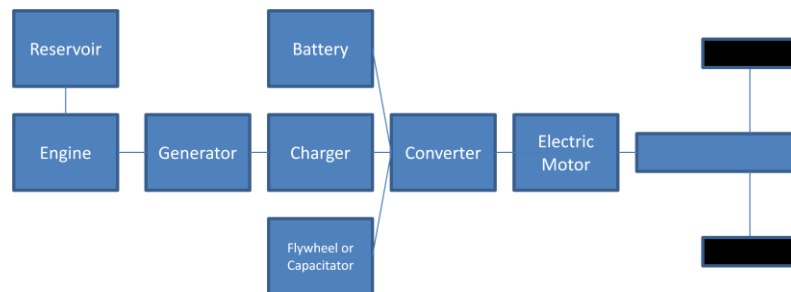 Reservoir
Battery
Engine
Generator
Charger
Converter
Electric
Motor
Flywheel or
Capacitator